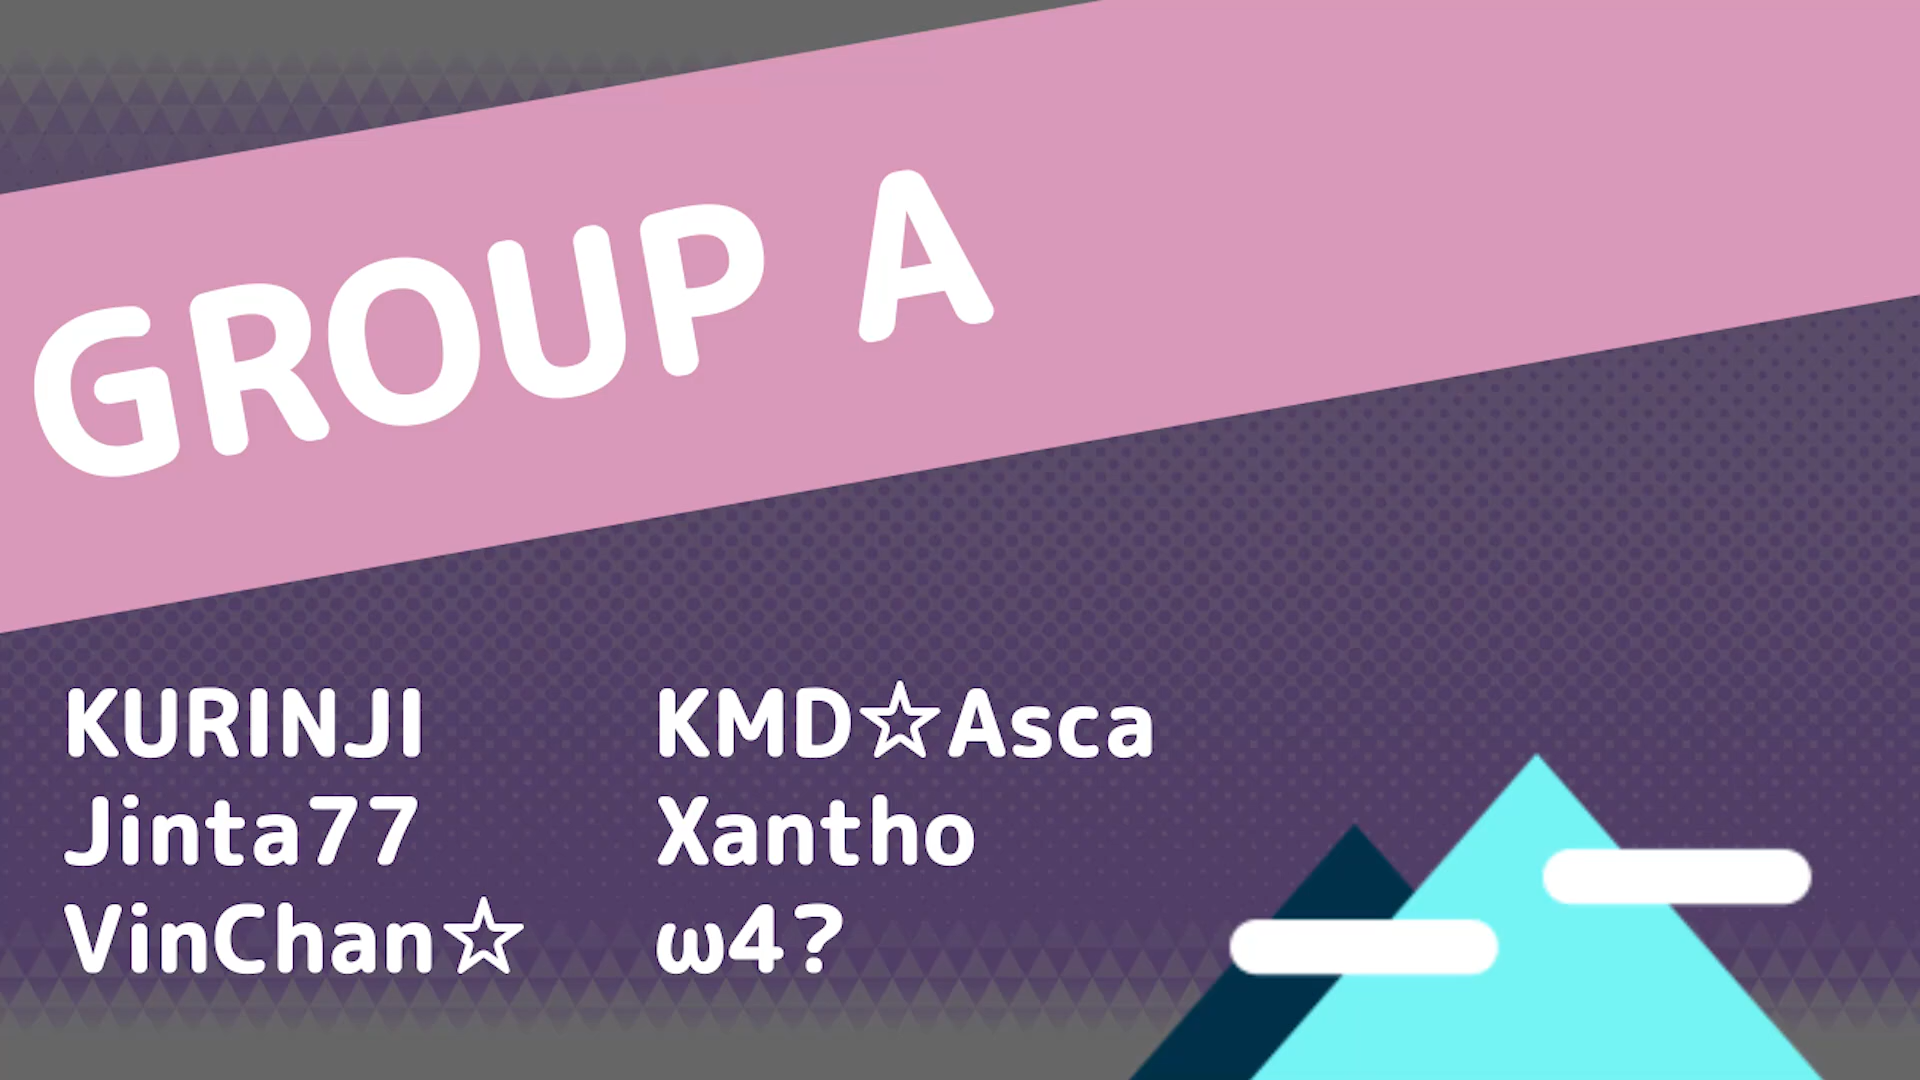 GROUP A
KURINJI
Jinta77
VinChan☆
KMD☆Asca
Xantho
ω4?